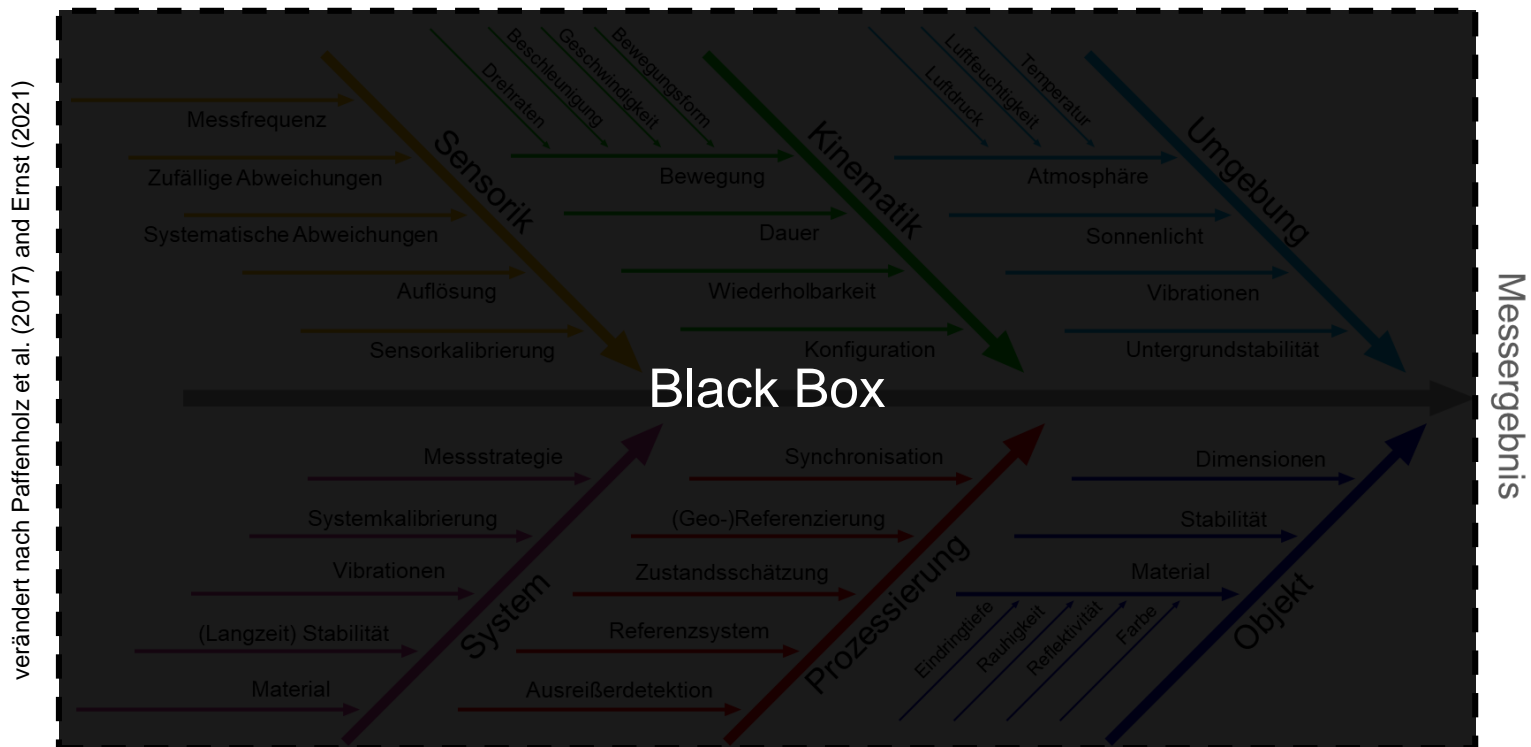 verändert nach Paffenholz et al. (2017) and Ernst (2021)
Sensorik
Messfrequenz
Zufällige Abweichungen
Systematische Abweichungen
Auflösung
Sensorkalibrierung
Kinematik
Drehraten
Beschleunigung
Geschwindigkeit
Bewegungsform
Bewegung
Dauer
Wiederholbarkeit
Konfiguration
Umgebung
Luftdruck
Luftfeuchtigkeit
Temperatur
Atmosphäre
Sonnenlicht
Vibrationen
Untergrundstabilität
Black Box
Messergebnis
System
Messstrategie
Systemkalibrierung
Vibrationen
(Langzeit) Stabilität
Material
Prozessierung
Synchronisation
(Geo-)Referenzierung
Zustandsschätzung
Referenzsystem
Ausreißerdetektion
Objekt
Dimensionen
Stabilität
Material
Eindringtiefe
Rauhigkeit
Reflektivität
Farbe